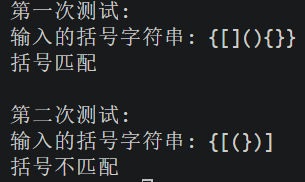 第一次测试:
输入的括号字符串: {[](){}}
括号匹配

第二次测试:
输入的括号字符串: {[(})]
括号不匹配